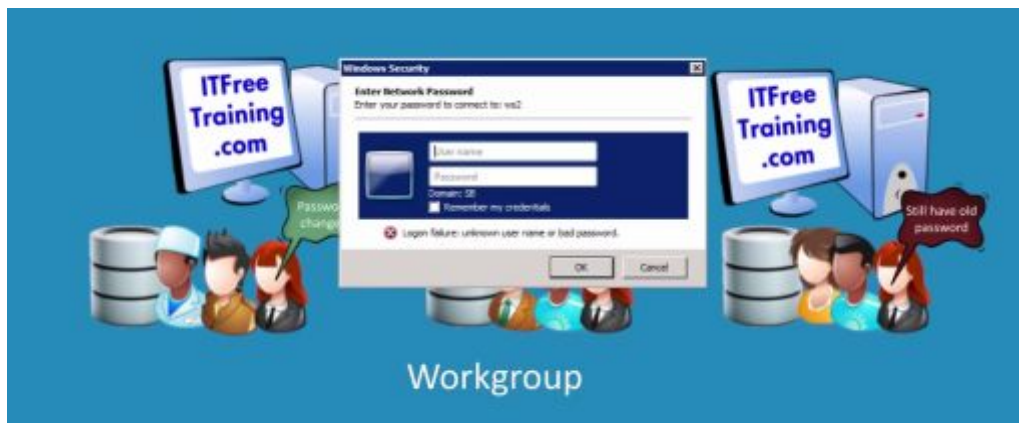 ITFree
Training
.com
Windows Security
Enter Network Password
Enter your password to connect to: ws2
User name
Password
Domain: SB
Remember my credentials
Logon failure: unknown user name or bad password.
OK
Cancel
ITFree
Training
.com
Still have old
password
Workgroup